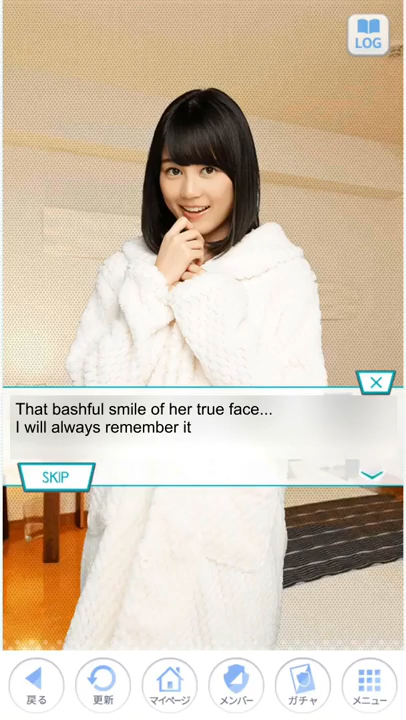 LOG
That bashful smile of her true face...
I will always remember it
SKIP
戻る
更新
マイページ
メンバー
ガチャ
メニュー